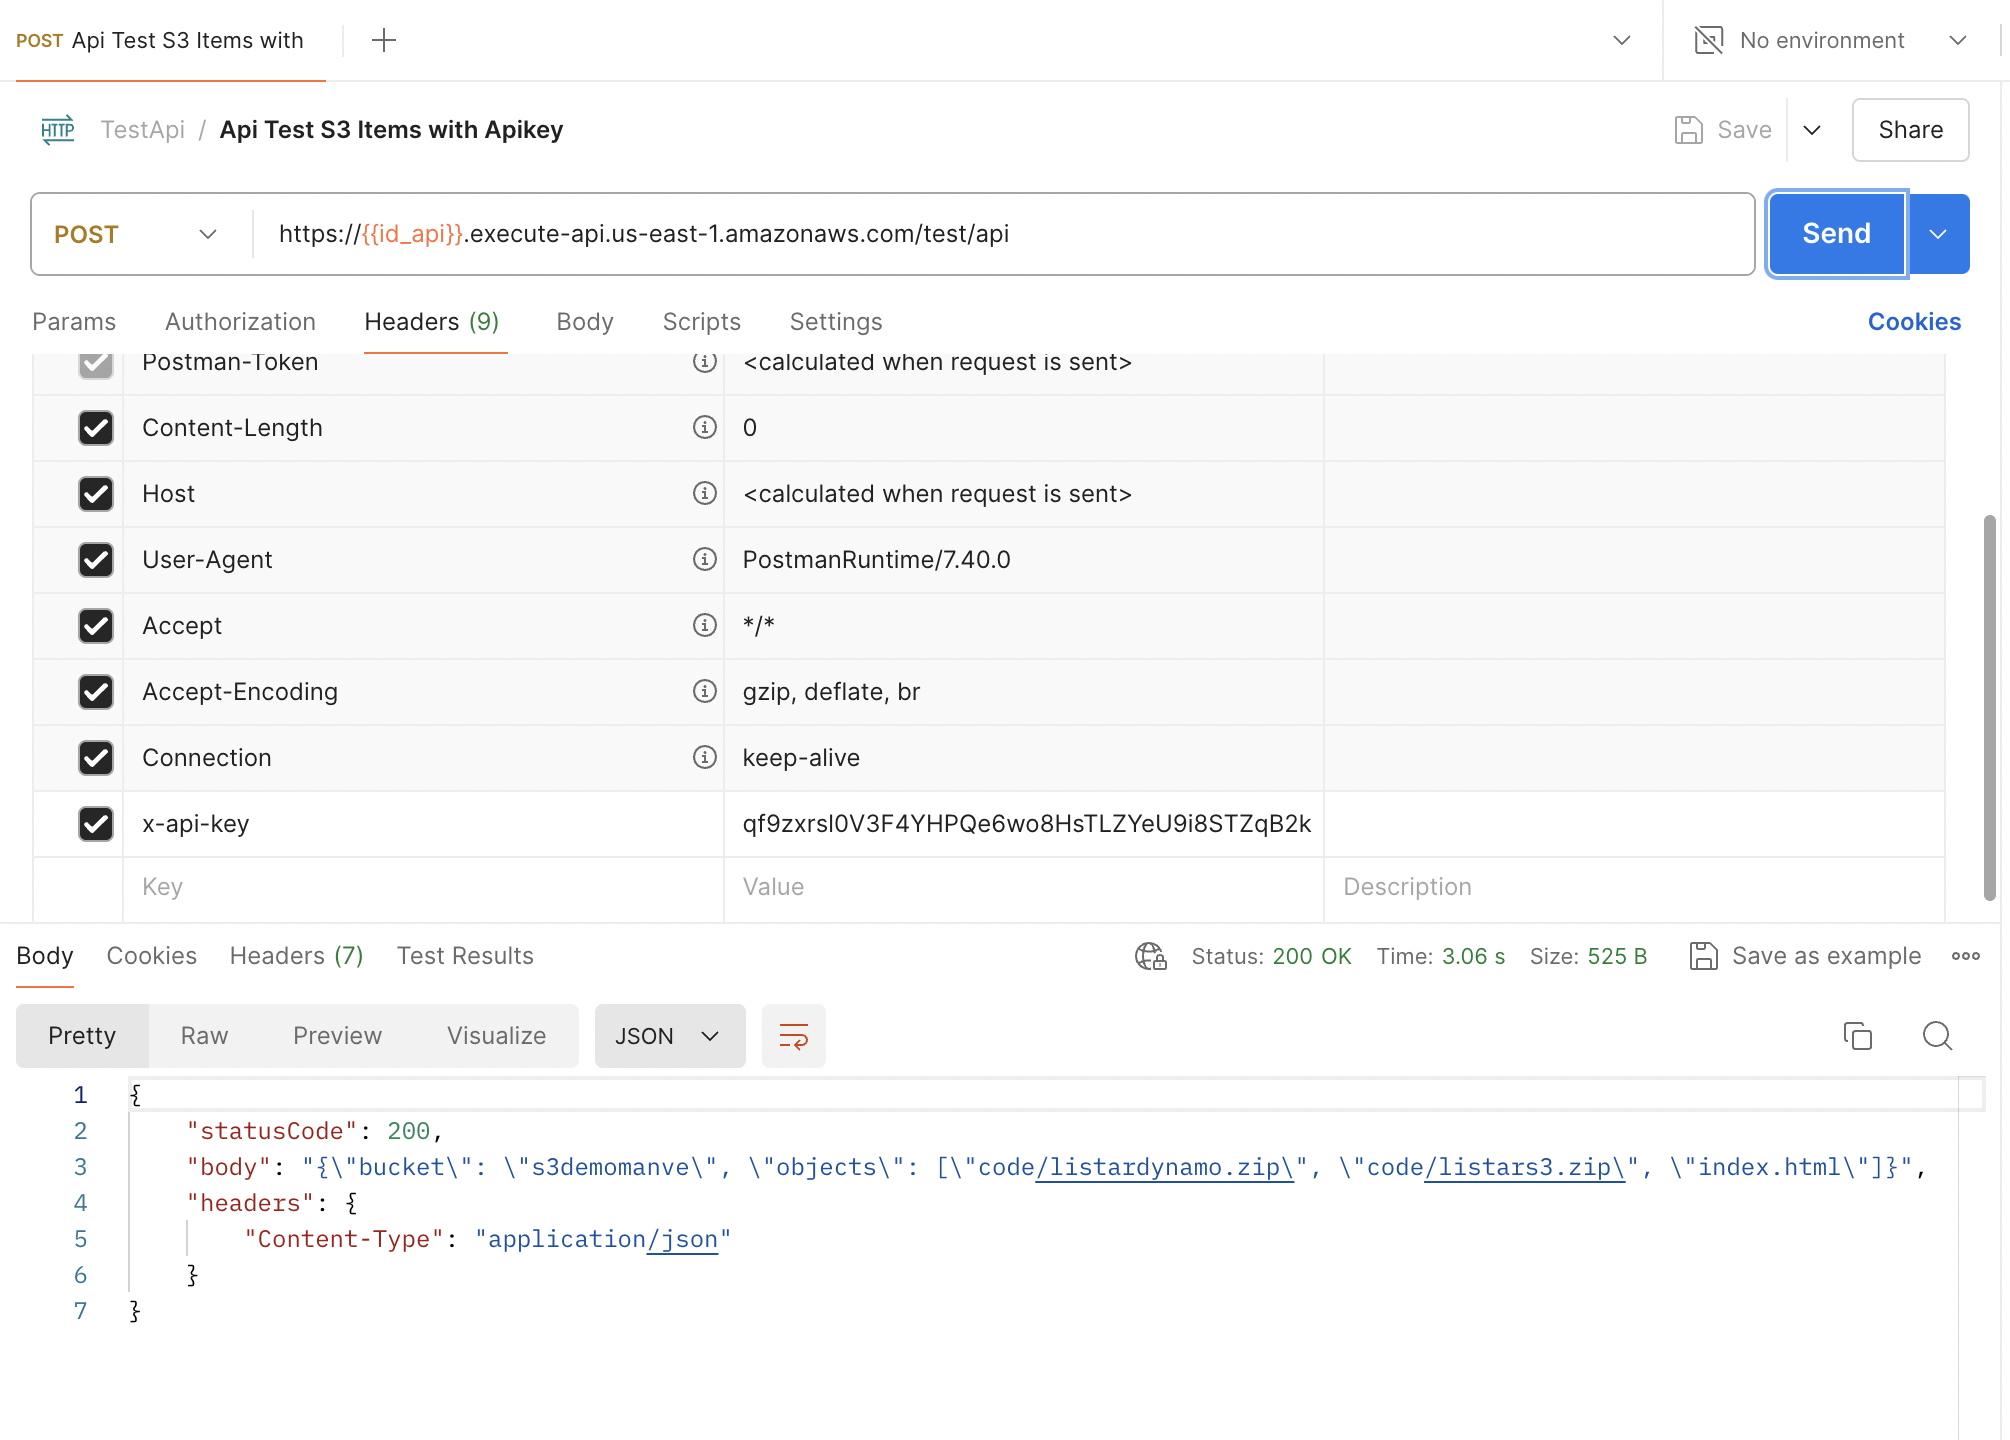 POST Api Test S3 Items with
No environment
HTTP TestApi / Api Test S3 Items with Apikey
Save
Share
POST
https://{{id_api}}.execute-api.us-east-1.amazonaws.com/test/api
Send
Params Authorization Headers (9) Body Scripts Settings
Cookies
Postman-Token <calculated when request is sent>
Content-Length 0
Host <calculated when request is sent>
User-Agent PostmanRuntime/7.40.0
Accept */*
Accept-Encoding gzip, deflate, br
Connection keep-alive
x-api-key qf9zxrsl0V3F4YHPQe6wo8HsTLZYeU9i8STZqB2k
Key Value Description
Body Cookies Headers (7) Test Results
Status: 200 OK Time: 3.06 s Size: 525 B Save as example
Pretty Raw Preview Visualize JSON
1 {
2 "statusCode": 200,
3 "body": "{\"bucket\": \"s3demomanve\", \"objects\": [\"code/listardynamo.zip\", \"code/listars3.zip\", \"index.html\"]}",
4 "headers": {
5 "Content-Type": "application/json"
6 }
7 }